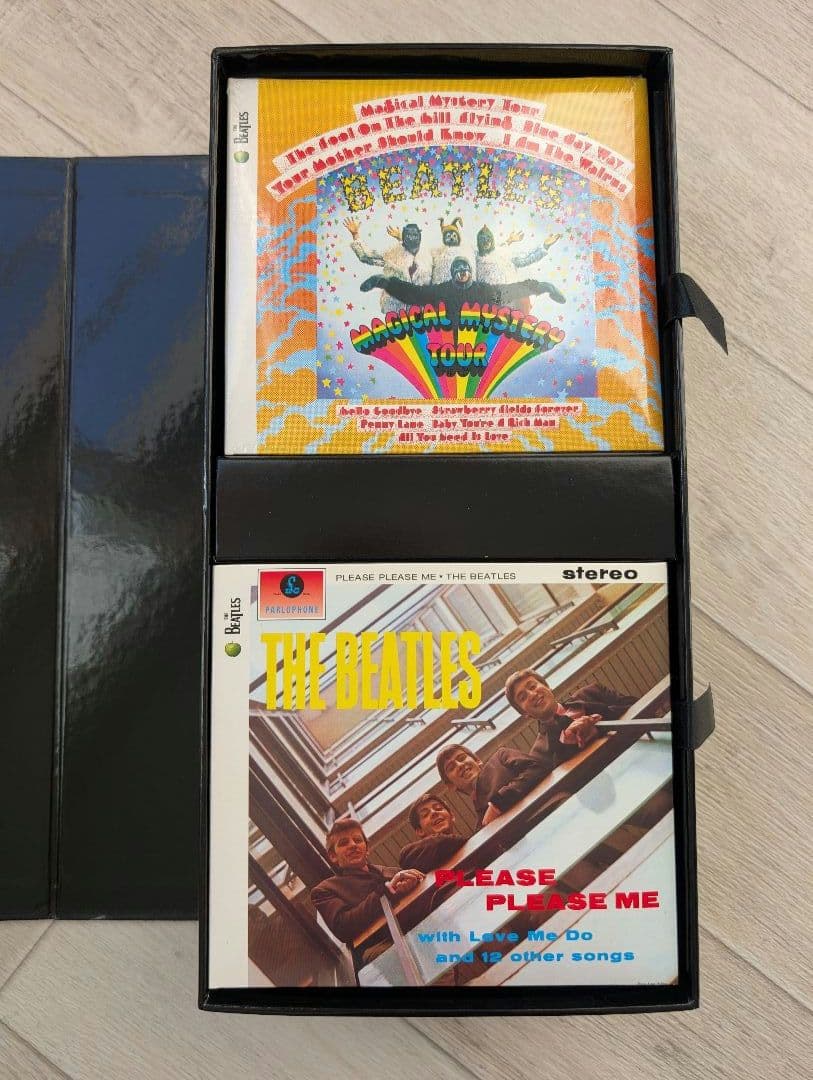 THE
BEATLES
Magical Mystery Tour
The Fool On The Hill Flying Blue Jay Way
Your Mother Should Know I Am The Walrus
BEATLES
MAGICAL MYSTERY
TOUR
Hello Goodbye Strawberry Fields Forever
Penny Lane Baby You're A Rich Man
All You Need Is Love
THE
BEATLES
PARLOPHONE
PLEASE PLEASE ME • THE BEATLES
stereo
THE BEATLES
PLEASE
PLEASE ME
with Love Me Do
and 12 other songs